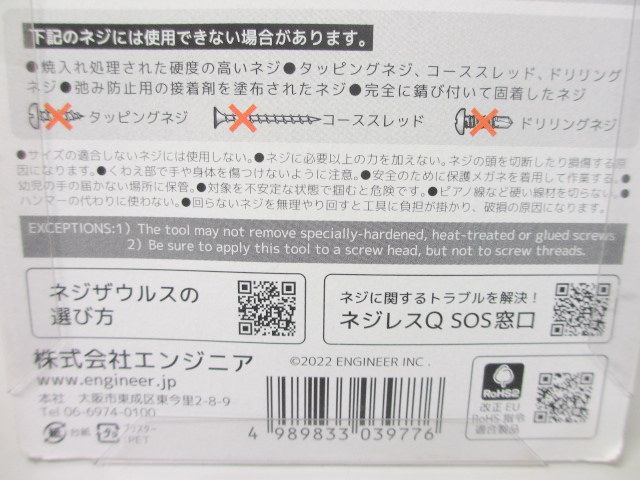 下記のネジには使用できない場合があります。
●焼入れ処理された硬度の高いネジ●タッピングネジ、コーススレッド、ドリリング
ネジ●弛み防止用の接着剤を塗布されたネジ●完全に錆び付いて固着したネジ
タッピングネジ コーススレッド ドリリングネジ
●サイズの適合しないネジには使用しない。●ネジに必要以上の力を加えない。ネジの頭を切断したり損傷する原
因になります。●くわえ部で手や身体を傷つけないように注意。●安全のために保護メガネを着用して作業する。●
幼児の手の届かない場所に保管。●対象を不安定な状態で掴むと危険です。●ピアノ線など硬い線材を切らない。●
ハンマーの代わりに使わない。●回らないネジを無理やり回すと工具に負担が掛かり、破損の原因になります。
EXCEPTIONS:1) The tool may not remove specially-hardened, heat-treated or glued screws
2) Be sure to apply this tool to a screw head, but not to screw threads.
ネジザウルスの
選び方
ネジに関するトラブルを解決!
ネジレスQ SOS窓口
株式会社エンジニア
www.engineer.jp
本社 大阪市東成区東今里2-8-9
Tel 06-6974-0100
紙 台紙 プラ ブリスター
PET
©2022 ENGINEER INC.
4 989833 039776
RoHS2
改正EU
RoHS指令
適合製品